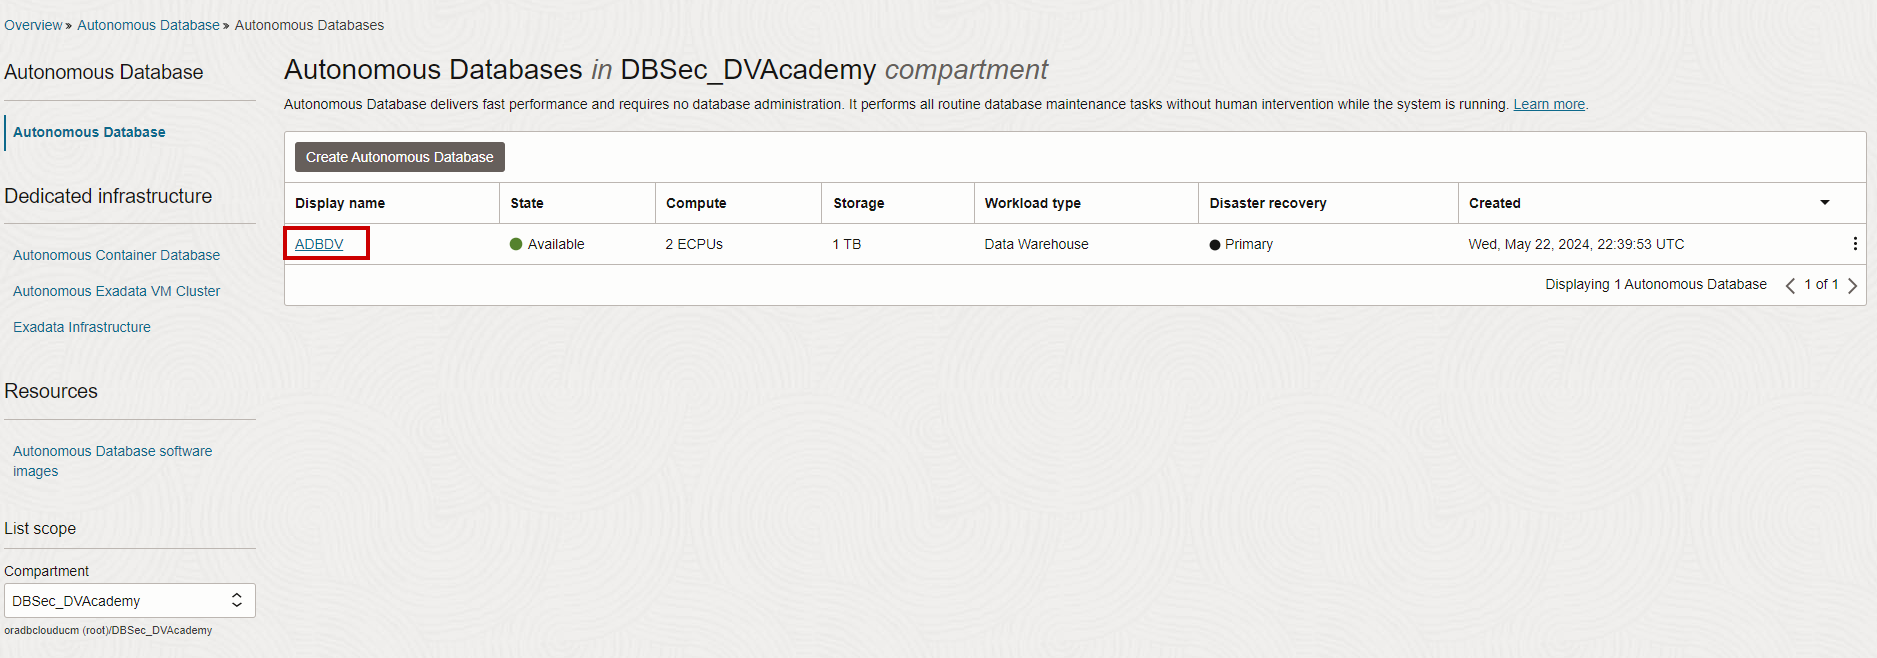 Overview » Autonomous Database » Autonomous Databases
Autonomous Database
Autonomous Database
Dedicated infrastructure
Autonomous Container Database
Autonomous Exadata VM Cluster
Exadata Infrastructure
Resources
Autonomous Database software
images
List scope
Compartment
DBSec_DVAcademy
oradbclouducm (root)/DBSec_DVAcademy
Autonomous Databases in DBSec_DVAcademy compartment
Autonomous Database delivers fast performance and requires no database administration. It performs all routine database maintenance tasks without human intervention while the system is running. Learn more.
Create Autonomous Database
Display name State Compute Storage Workload type Disaster recovery Created
ADBDV Available 2 ECPUs 1 TB Data Warehouse Primary Wed, May 22, 2024, 22:39:53 UTC
Displaying 1 Autonomous Database 1 of 1